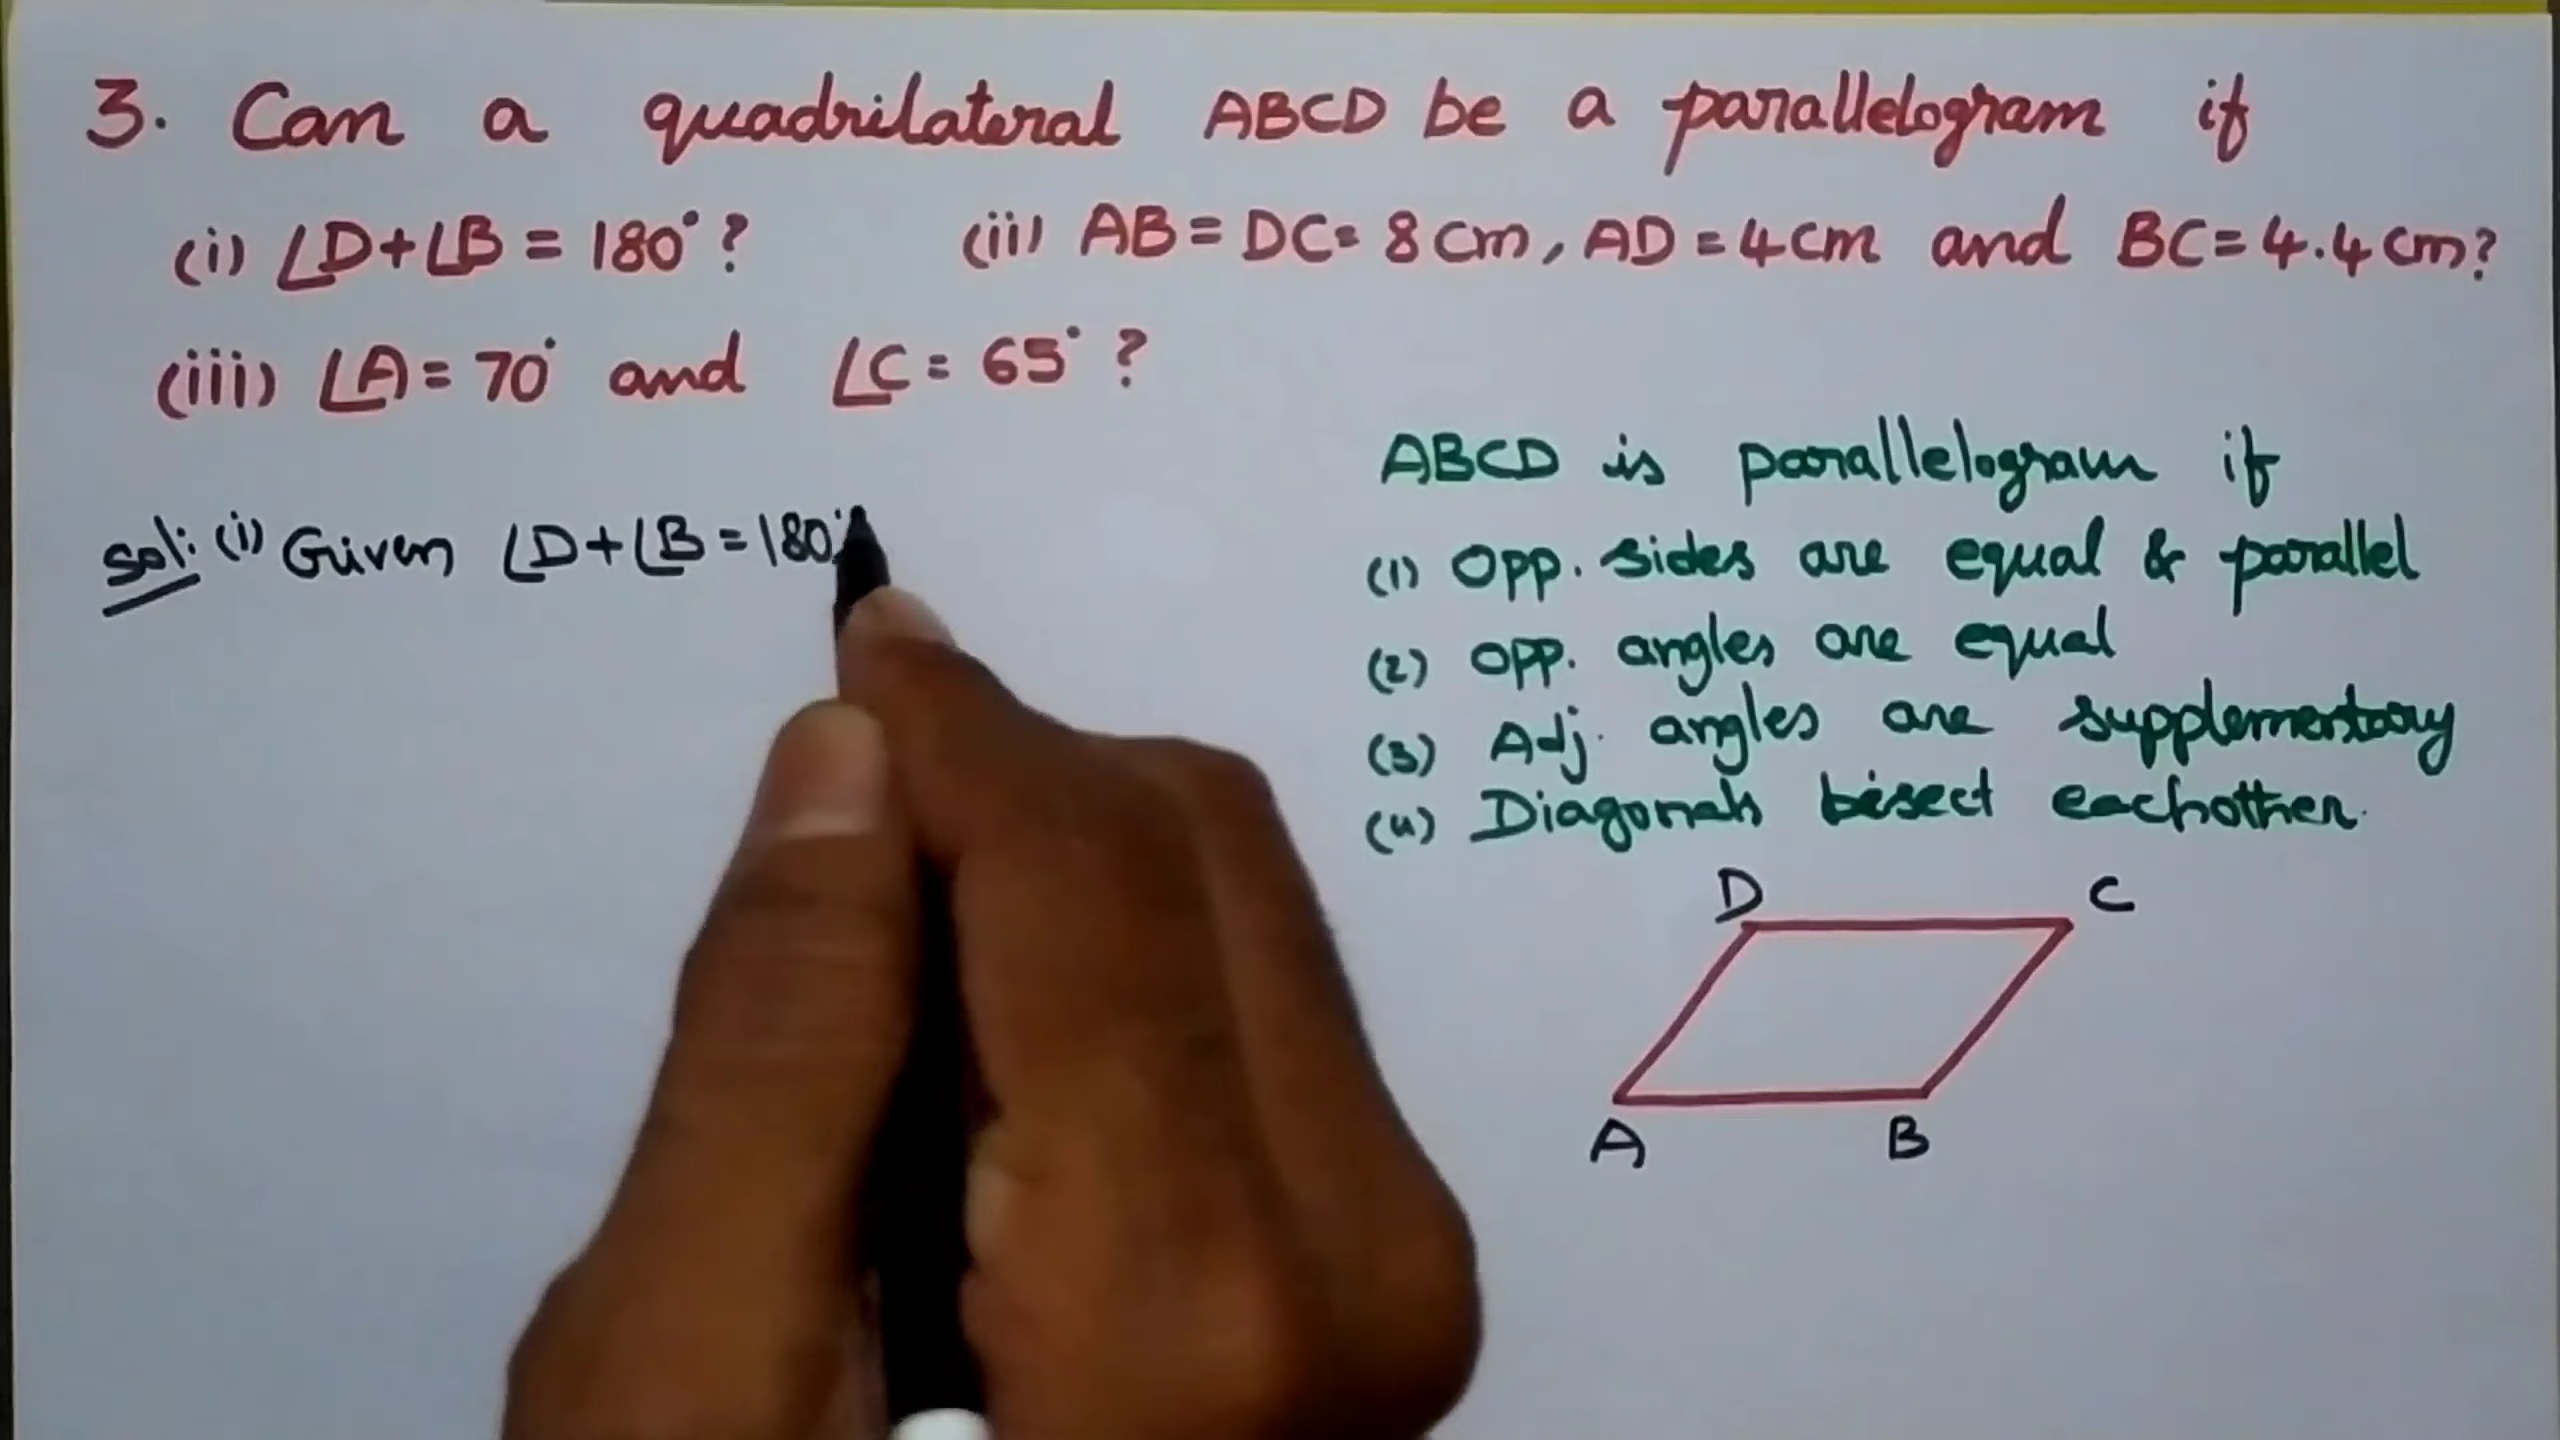 3. Can a quadrilateral ABCD be a parallelogram if
(i) ∠D+∠B = 180° ? (ii) AB = DC = 8 cm, AD = 4 cm and BC = 4.4 cm?
(iii) ∠A = 70° and ∠C = 65° ?
ABCD is parallelogram if
Sol: (i) Given ∠D+∠B = 180°
(1) Opp. sides are equal & parallel
(2) Opp. angles are equal
(3) Adj. angles are supplementary
(4) Diagonals bisect eachother.
D C
A B